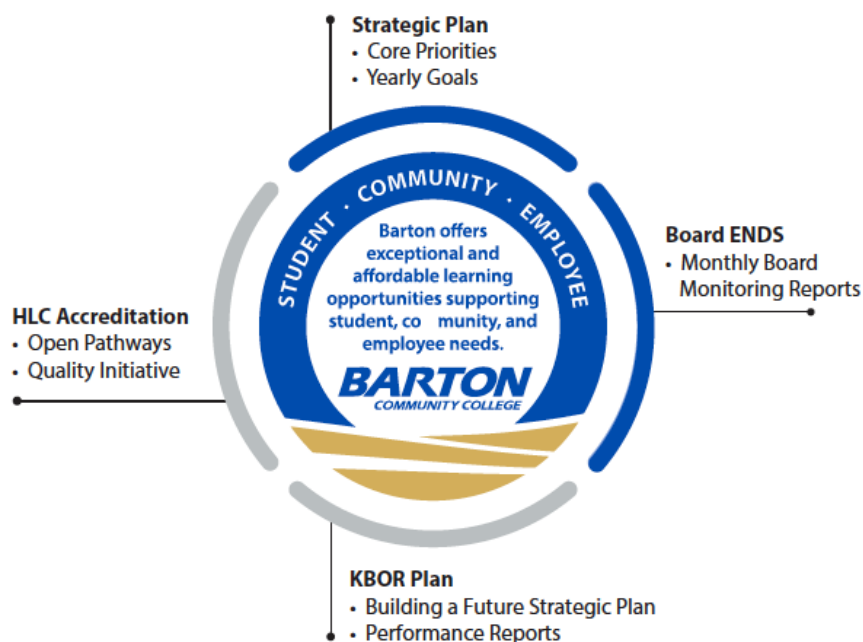 Strategic Plan
• Core Priorities
• Yearly Goals
STUDENT · COMMUNITY · EMPLOYEE
Barton offers
exceptional and
affordable learning
opportunities supporting
student, co   munity, and
employee needs.
BARTON
COMMUNITY COLLEGE
Board ENDS
• Monthly Board
Monitoring Reports
HLC Accreditation
• Open Pathways
• Quality Initiative
KBOR Plan
• Building a Future Strategic Plan
• Performance Reports